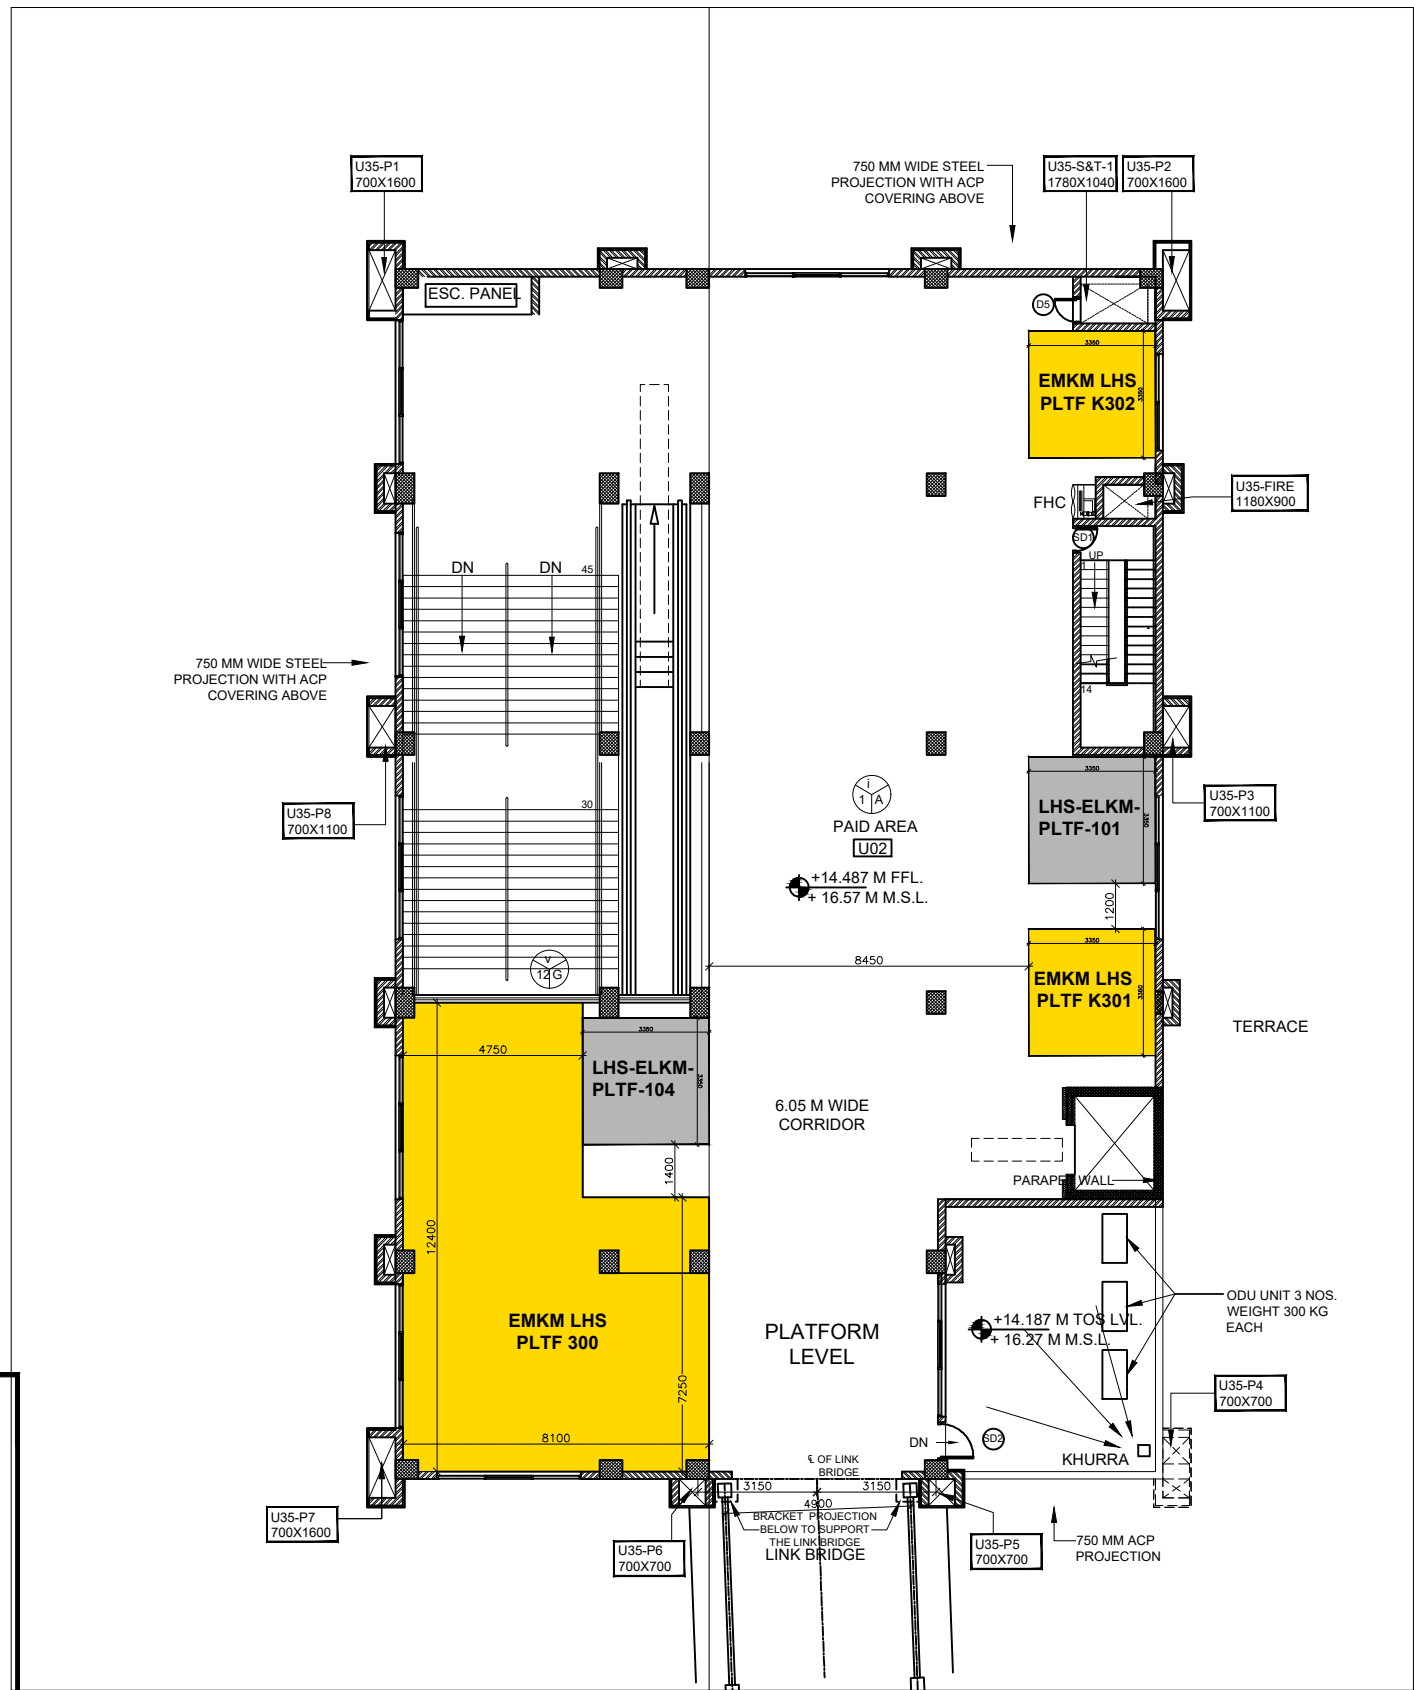 U35-P1
700X1600
750 MM WIDE STEEL
PROJECTION WITH ACP
COVERING ABOVE
U35-S&T-1
1780X1040
U35-P2
700X1600
ESC. PANEL
D5
3350
EMKM LHS
PLTF K302
3350
FHC
U35-FIRE
1180X900
SD1
UP
1
14
DN
DN
45
750 MM WIDE STEEL
PROJECTION WITH ACP
COVERING ABOVE
U35-P8
700X1100
30
i
1 A
PAID AREA
U02
+14.487 M FFL.
+ 16.57 M M.S.L.
3350
LHS-ELKM-
PLTF-101
3350
U35-P3
700X1100
1200
V
12 G
8450
3350
EMKM LHS
PLTF K301
3350
TERRACE
4750
3350
LHS-ELKM-
PLTF-104
3350
6.05 M WIDE
CORRIDOR
1400
PARAPET WALL
12400
EMKM LHS
PLTF 300
7250
8100
PLATFORM
LEVEL
+14.187 M TOS LVL.
+ 16.27 M M.S.L.
ODU UNIT 3 NOS.
WEIGHT 300 KG
EACH
U35-P4
700X700
DN
SD2
KHURRA
℄ OF LINK
BRIDGE
3150
3150
4900
BRACKET PROJECTION
BELOW TO SUPPORT
THE LINK BRIDGE
LINK BRIDGE
U35-P7
700X1600
U35-P6
700X700
U35-P5
700X700
750 MM ACP
PROJECTION